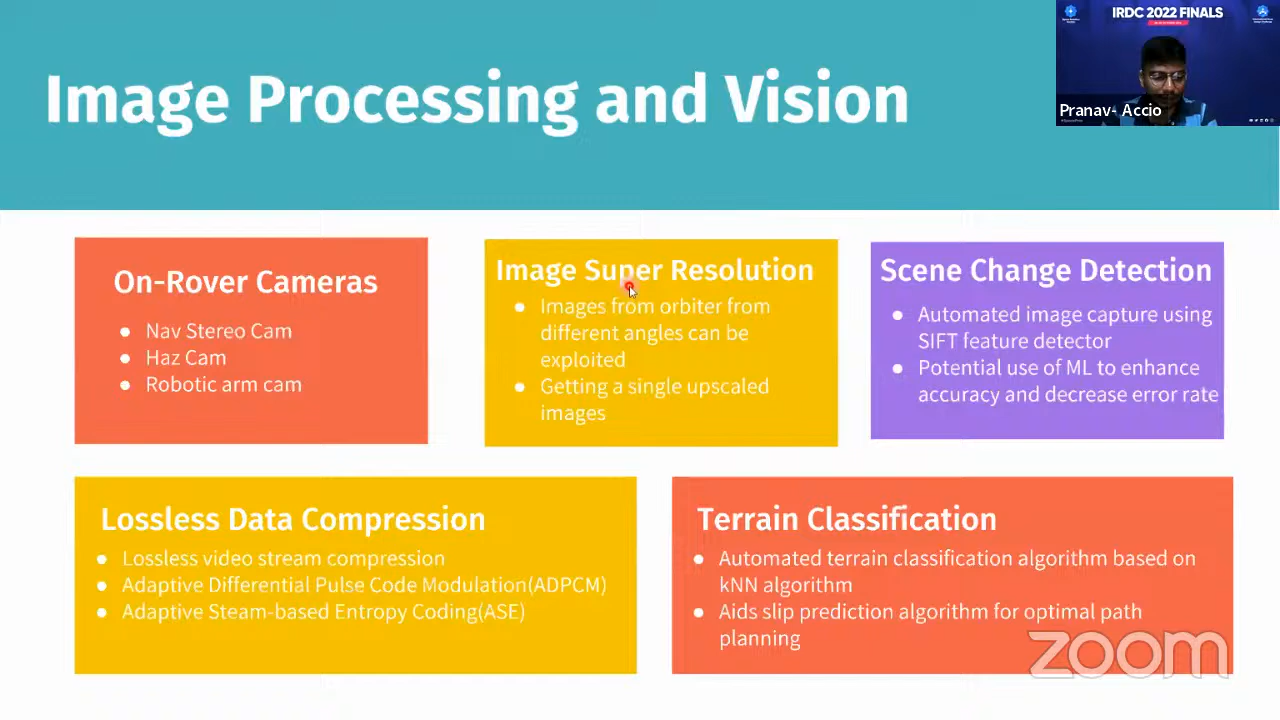 IRDC 2022 FINALS
Pranav- Accio
Image Processing and Vision
On-Rover Cameras
● Nav Stereo Cam
● Haz Cam
● Robotic arm cam
Image Super Resolution
● Images from orbiter from
different angles can be
exploited
● Getting a single upscaled
images
Scene Change Detection
● Automated image capture using
SIFT feature detector
● Potential use of ML to enhance
accuracy and decrease error rate
Lossless Data Compression
● Lossless video stream compression
● Adaptive Differential Pulse Code Modulation(ADPCM)
● Adaptive Steam-based Entropy Coding(ASE)
Terrain Classification
● Automated terrain classification algorithm based on
kNN algorithm
● Aids slip prediction algorithm for optimal path
planning
zoom